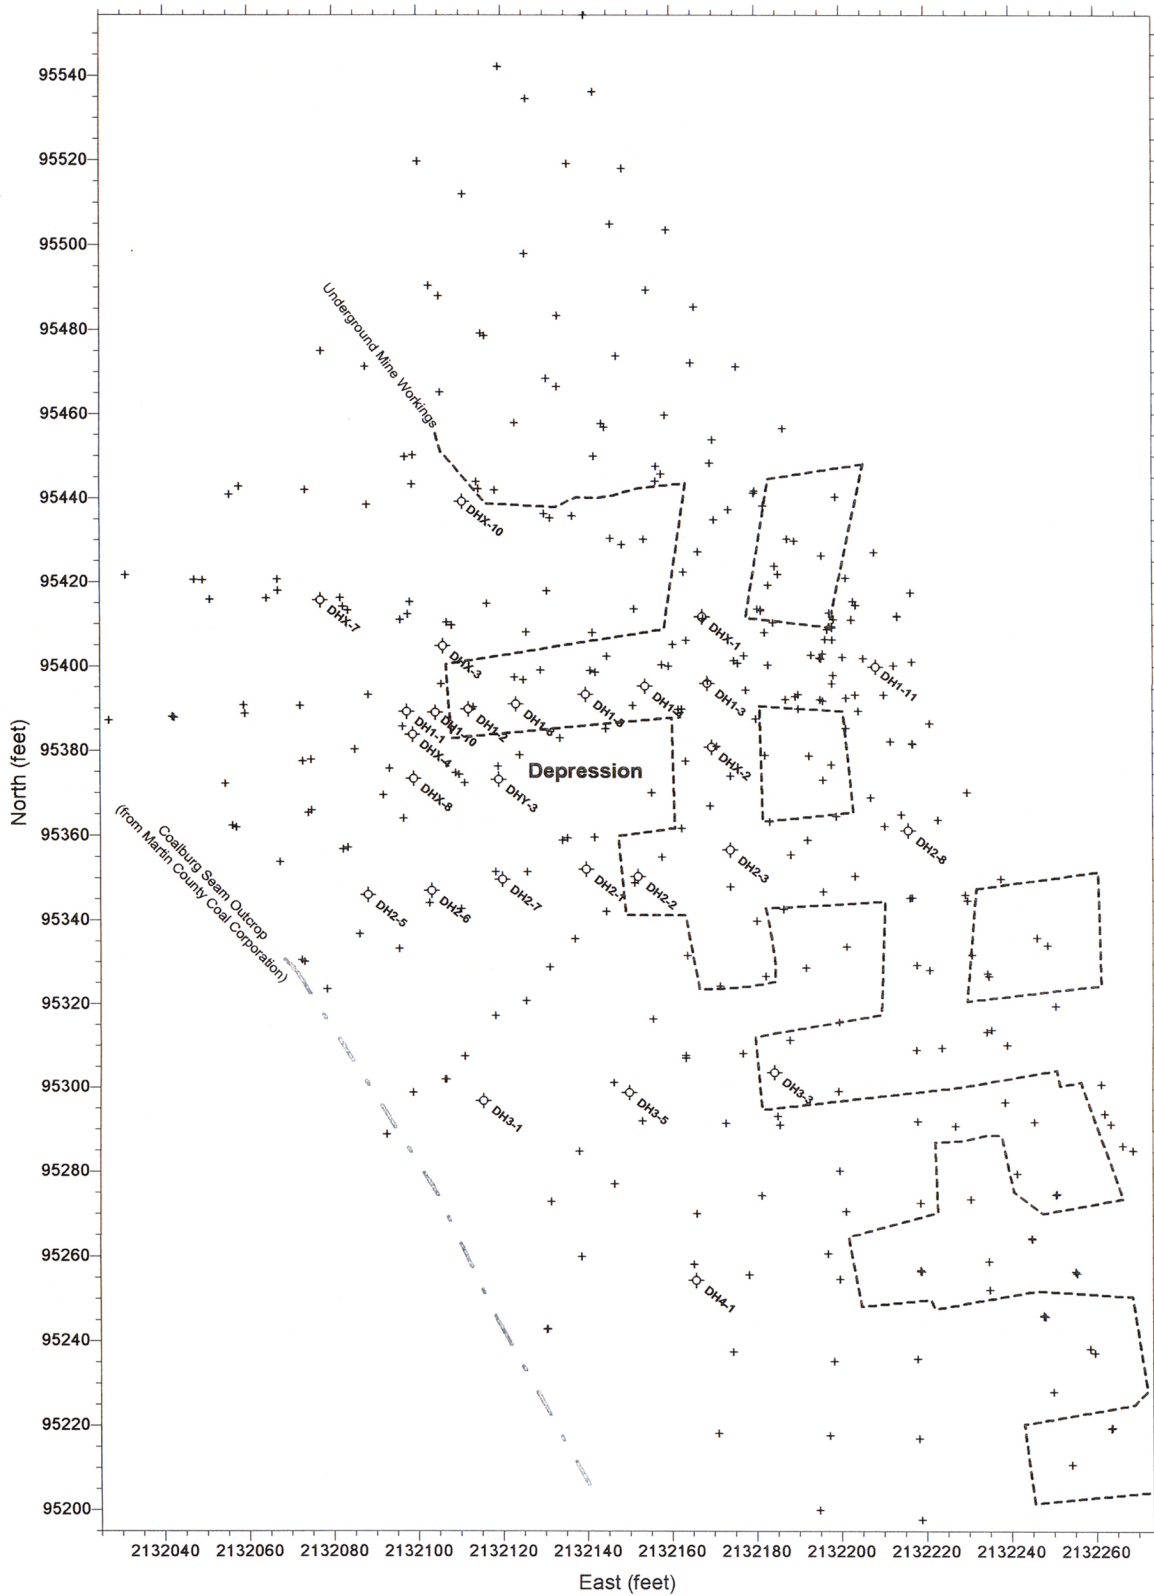 95540
95520
95500
95480
Underground Mine Workings
95460
95440
DHX-10
95420
DHX-7
DHX-1
95400
DHX-3
DH1-11
DH1-3
DH1-5
DH1-6
DH1-2
DH1-10
DH1-1
95380
DHX-4
DHX-2
Depression
DHX-8
DHY-3
North (feet)
95360
DH2-8
DH2-3
Coalburg Seam Outcrop
(from Martin County Coal Corporation)
DH2-1
DH2-2
DH2-7
DH2-6
DH2-5
95340
95320
95300
DH3-3
DH3-5
DH3-1
95280
95260
DH4-1
95240
95220
95200
2132040 2132060 2132080 2132100 2132120 2132140 2132160 2132180 2132200 2132220 2132240 2132260
East (feet)